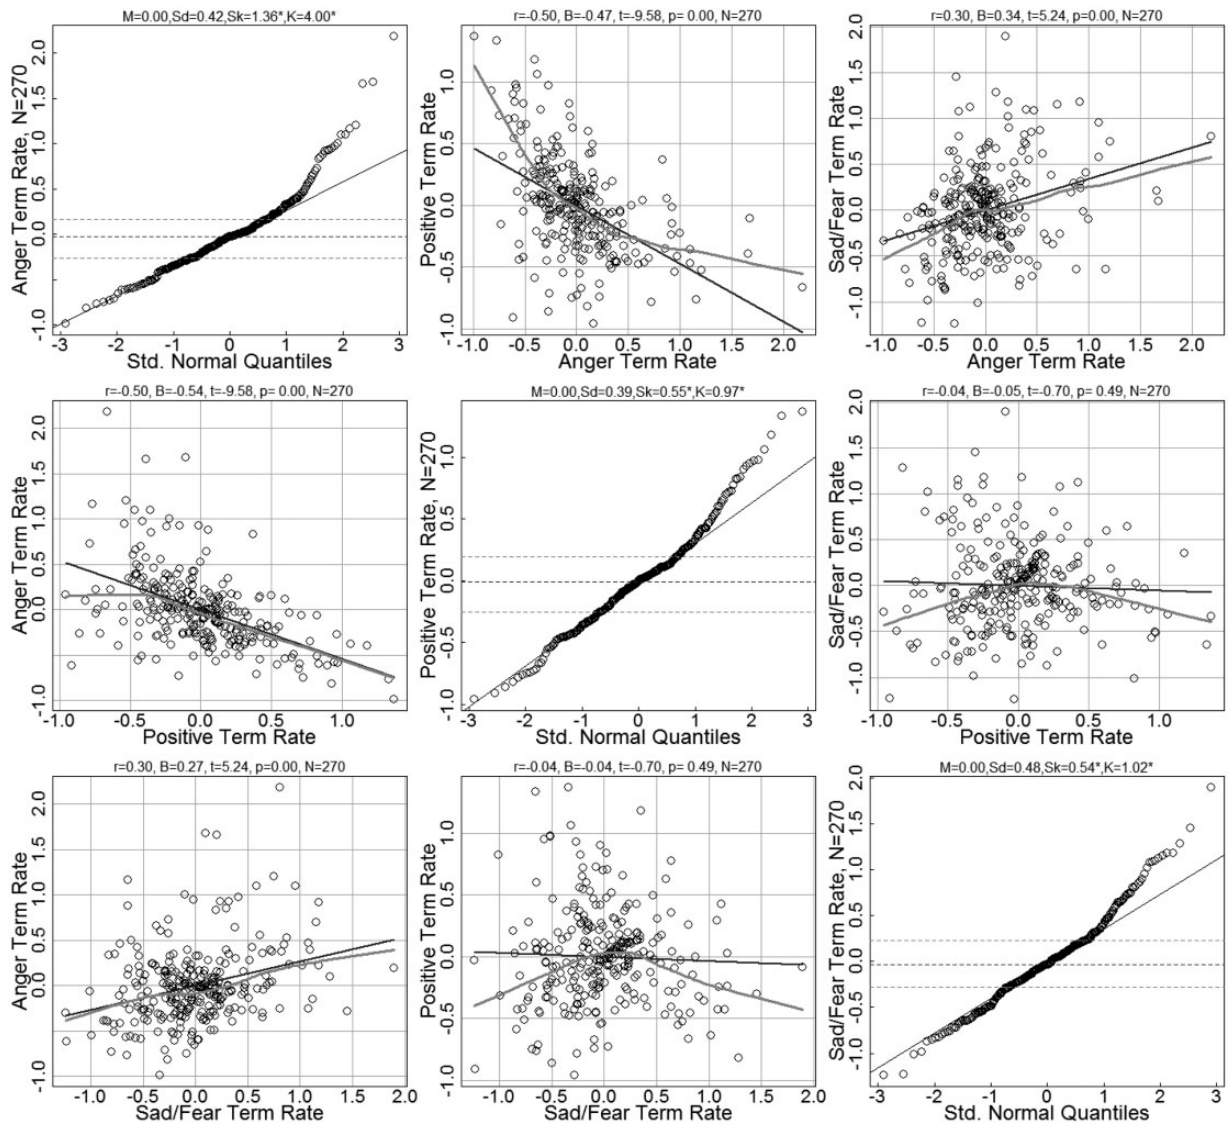 M=0.00,Sd=0.42,Sk=1.36*,K=4.00*
Anger Term Rate, N=270
-1.0 0.0 0.5 1.0 1.5 2.0
-3 -2 -1 0 1 2 3
Std. Normal Quantiles
r=-0.50, B=-0.47, t=-9.58, p= 0.00, N=270
Positive Term Rate
-1.0 -0.5 0.0 0.5 1.0
-1.0 -0.5 0.0 0.5 1.0 1.5 2.0
Anger Term Rate
r=0.30, B=0.34, t=5.24, p=0.00, N=270
Sad/Fear Term Rate
-1.0 -0.5 0.0 0.5 1.0 1.5 2.0
-1.0 -0.5 0.0 0.5 1.0 1.5 2.0
Anger Term Rate
r=-0.50, B=-0.54, t=-9.58, p= 0.00, N=270
Anger Term Rate
-1.0 0.0 0.5 1.0 1.5 2.0
-1.0 -0.5 0.0 0.5 1.0
Positive Term Rate
M=0.00,Sd=0.39,Sk=0.55*,K=0.97*
Positive Term Rate, N=270
-1.0 -0.5 0.0 0.5 1.0
-3 -2 -1 0 1 2 3
Std. Normal Quantiles
r=-0.04, B=-0.05, t=-0.70, p= 0.49, N=270
Sad/Fear Term Rate
-1.0 -0.5 0.0 0.5 1.0 1.5 2.0
-1.0 -0.5 0.0 0.5 1.0
Positive Term Rate
r=0.30, B=0.27, t=5.24, p=0.00, N=270
Anger Term Rate
-1.0 0.0 0.5 1.0 1.5 2.0
-1.0 -0.5 0.0 0.5 1.0 1.5 2.0
Sad/Fear Term Rate
r=-0.04, B=-0.04, t=-0.70, p= 0.49, N=270
Positive Term Rate
-1.0 -0.5 0.0 0.5 1.0
-1.0 -0.5 0.0 0.5 1.0 1.5 2.0
Sad/Fear Term Rate
M=0.00,Sd=0.48,Sk=0.54*,K=1.02*
Sad/Fear Term Rate, N=270
-1.0 -0.5 0.0 0.5 1.0 1.5 2.0
-3 -2 -1 0 1 2 3
Std. Normal Quantiles